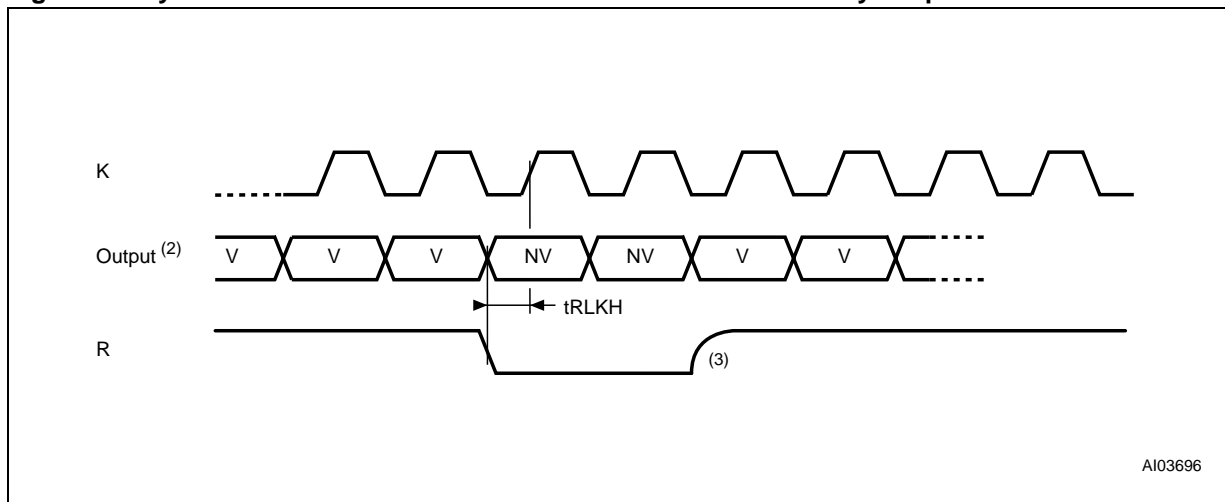 K
Output (2) V V V NV NV V V
tRLKH
R
(3)
AI03696